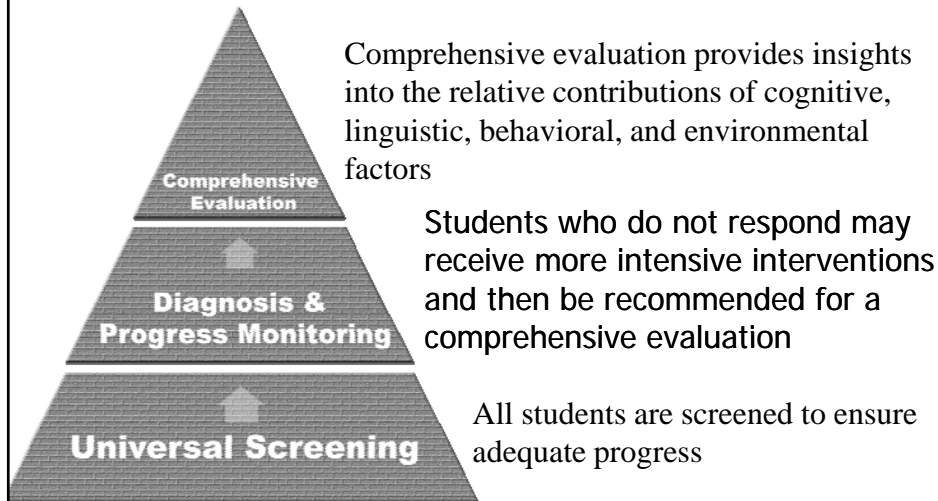 Comprehensive evaluation provides insights
into the relative contributions of cognitive,
linguistic, behavioral, and environmental
factors
Comprehensive
Evaluation
Students who do not respond may
receive more intensive interventions
and then be recommended for a
comprehensive evaluation
Diagnosis &
Progress Monitoring
All students are screened to ensure
adequate progress
Universal Screening